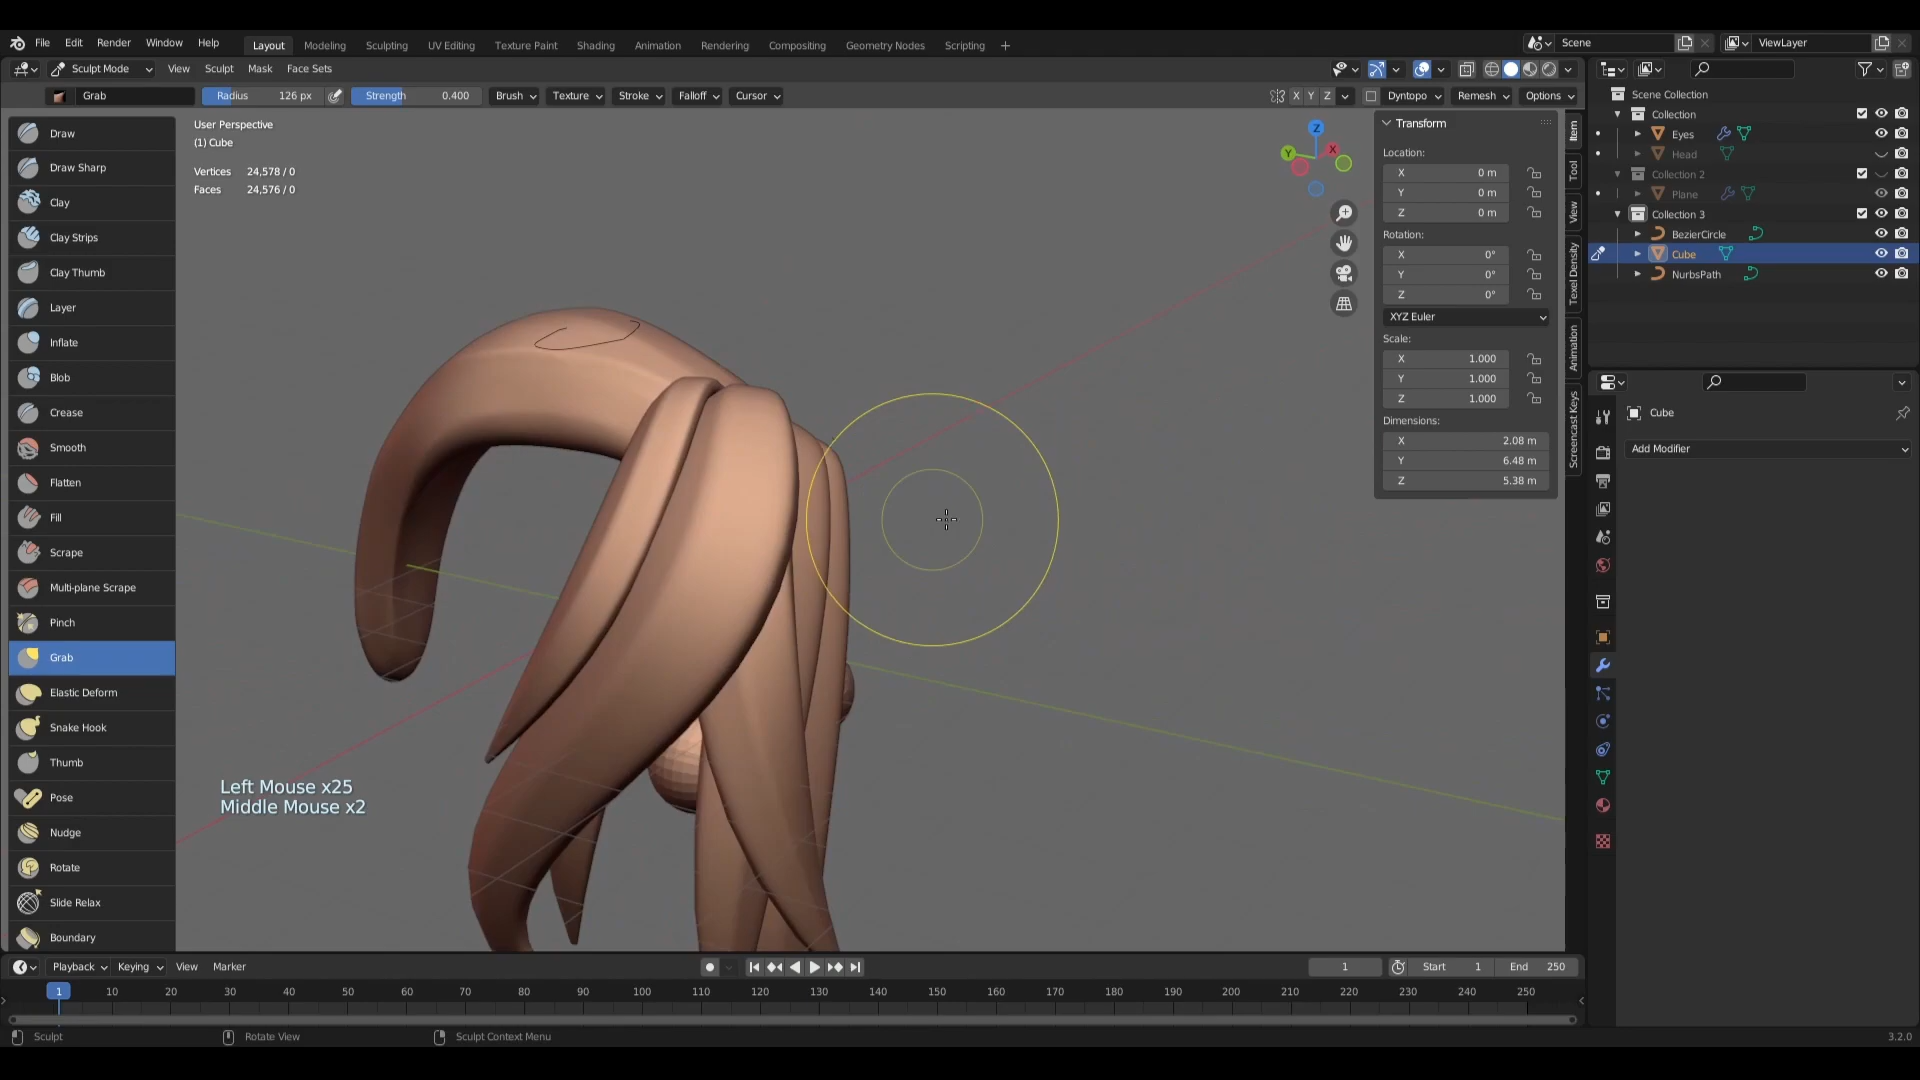 File Edit Render Window Help Layout Modeling Sculpting UV Editing Texture Paint Shading Animation Rendering Compositing Geometry Nodes Scripting + Scene ViewLayer
Sculpt Mode View Sculpt Mask Face Sets
Grab Radius 126 px Strength 0.400 Brush Texture Stroke Falloff Cursor X Y Z Dyntopo Remesh Options
Draw
Draw Sharp
Clay
Clay Strips
Clay Thumb
Layer
Inflate
Blob
Crease
Smooth
Flatten
Fill
Scrape
Multi-plane Scrape
Pinch
Grab
Elastic Deform
Snake Hook
Thumb
Pose
Nudge
Rotate
Slide Relax
Boundary
User Perspective
(1) Cube
Vertices 24,578 / 0
Faces 24,576 / 0
Left Mouse x25
Middle Mouse x2
Z
Y
X
Transform
Location:
X 0 m
Y 0 m
Z 0 m
Rotation:
X 0°
Y 0°
Z 0°
XYZ Euler
Scale:
X 1.000
Y 1.000
Z 1.000
Dimensions:
X 2.08 m
Y 6.48 m
Z 5.38 m
Item
Tool
View
Texel Density
Animation
Screencast Keys
Scene Collection
Collection
Eyes
Head
Collection 2
Plane
Collection 3
BezierCircle
Cube
NurbsPath
Cube
Add Modifier
Playback Keying View Marker 1 Start 1 End 250
1 10 20 30 40 50 60 70 80 90 100 110 120 130 140 150 160 170 180 190 200 210 220 230 240 250
Sculpt Rotate View Sculpt Context Menu 3.2.0